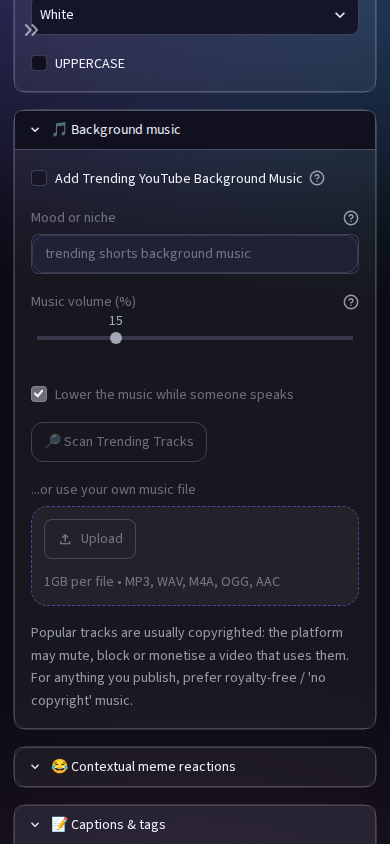 White
UPPERCASE
🎵 Background music
Add Trending YouTube Background Music
Mood or niche
trending shorts background music
Music volume (%)
15
Lower the music while someone speaks
🔎 Scan Trending Tracks
...or use your own music file
Upload
1GB per file • MP3, WAV, M4A, OGG, AAC
Popular tracks are usually copyrighted: the platform
may mute, block or monetise a video that uses them.
For anything you publish, prefer royalty-free / 'no
copyright' music.
😂 Contextual meme reactions
📝 Captions & tags